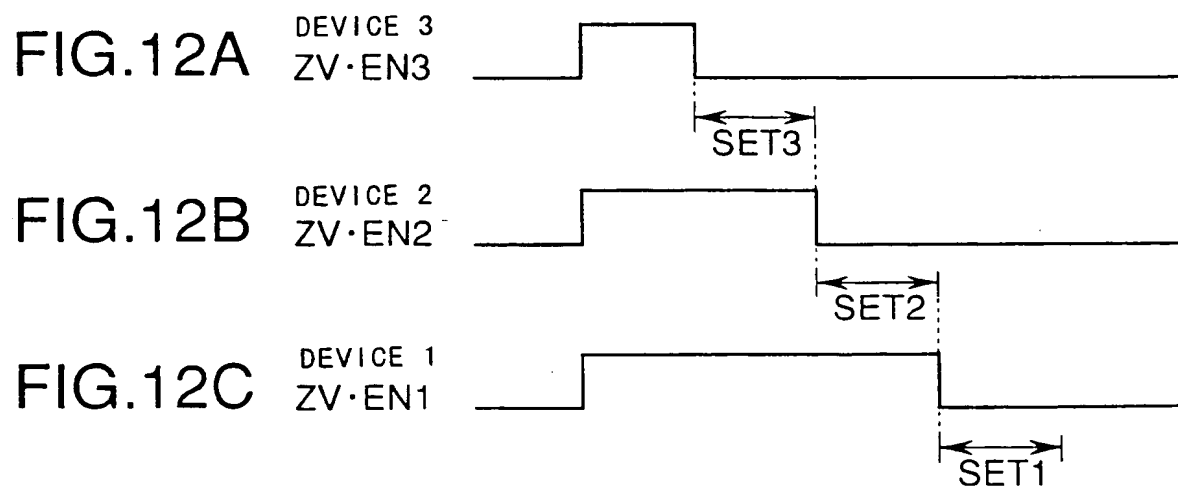 FIG.12A DEVICE 3
ZV·EN3
SET3
FIG.12B DEVICE 2
ZV·EN2
SET2
FIG.12C DEVICE 1
ZV·EN1
SET1